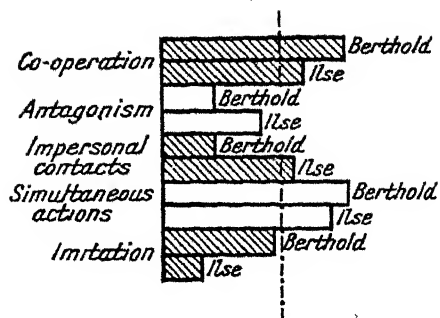 Co-operation
Berthold
Ilse
Antagonism
Berthold
Ilse
Impersonal
contacts
Berthold
Ilse
Simultaneous
actions
Berthold
Ilse
Imitation
Berthold
Ilse